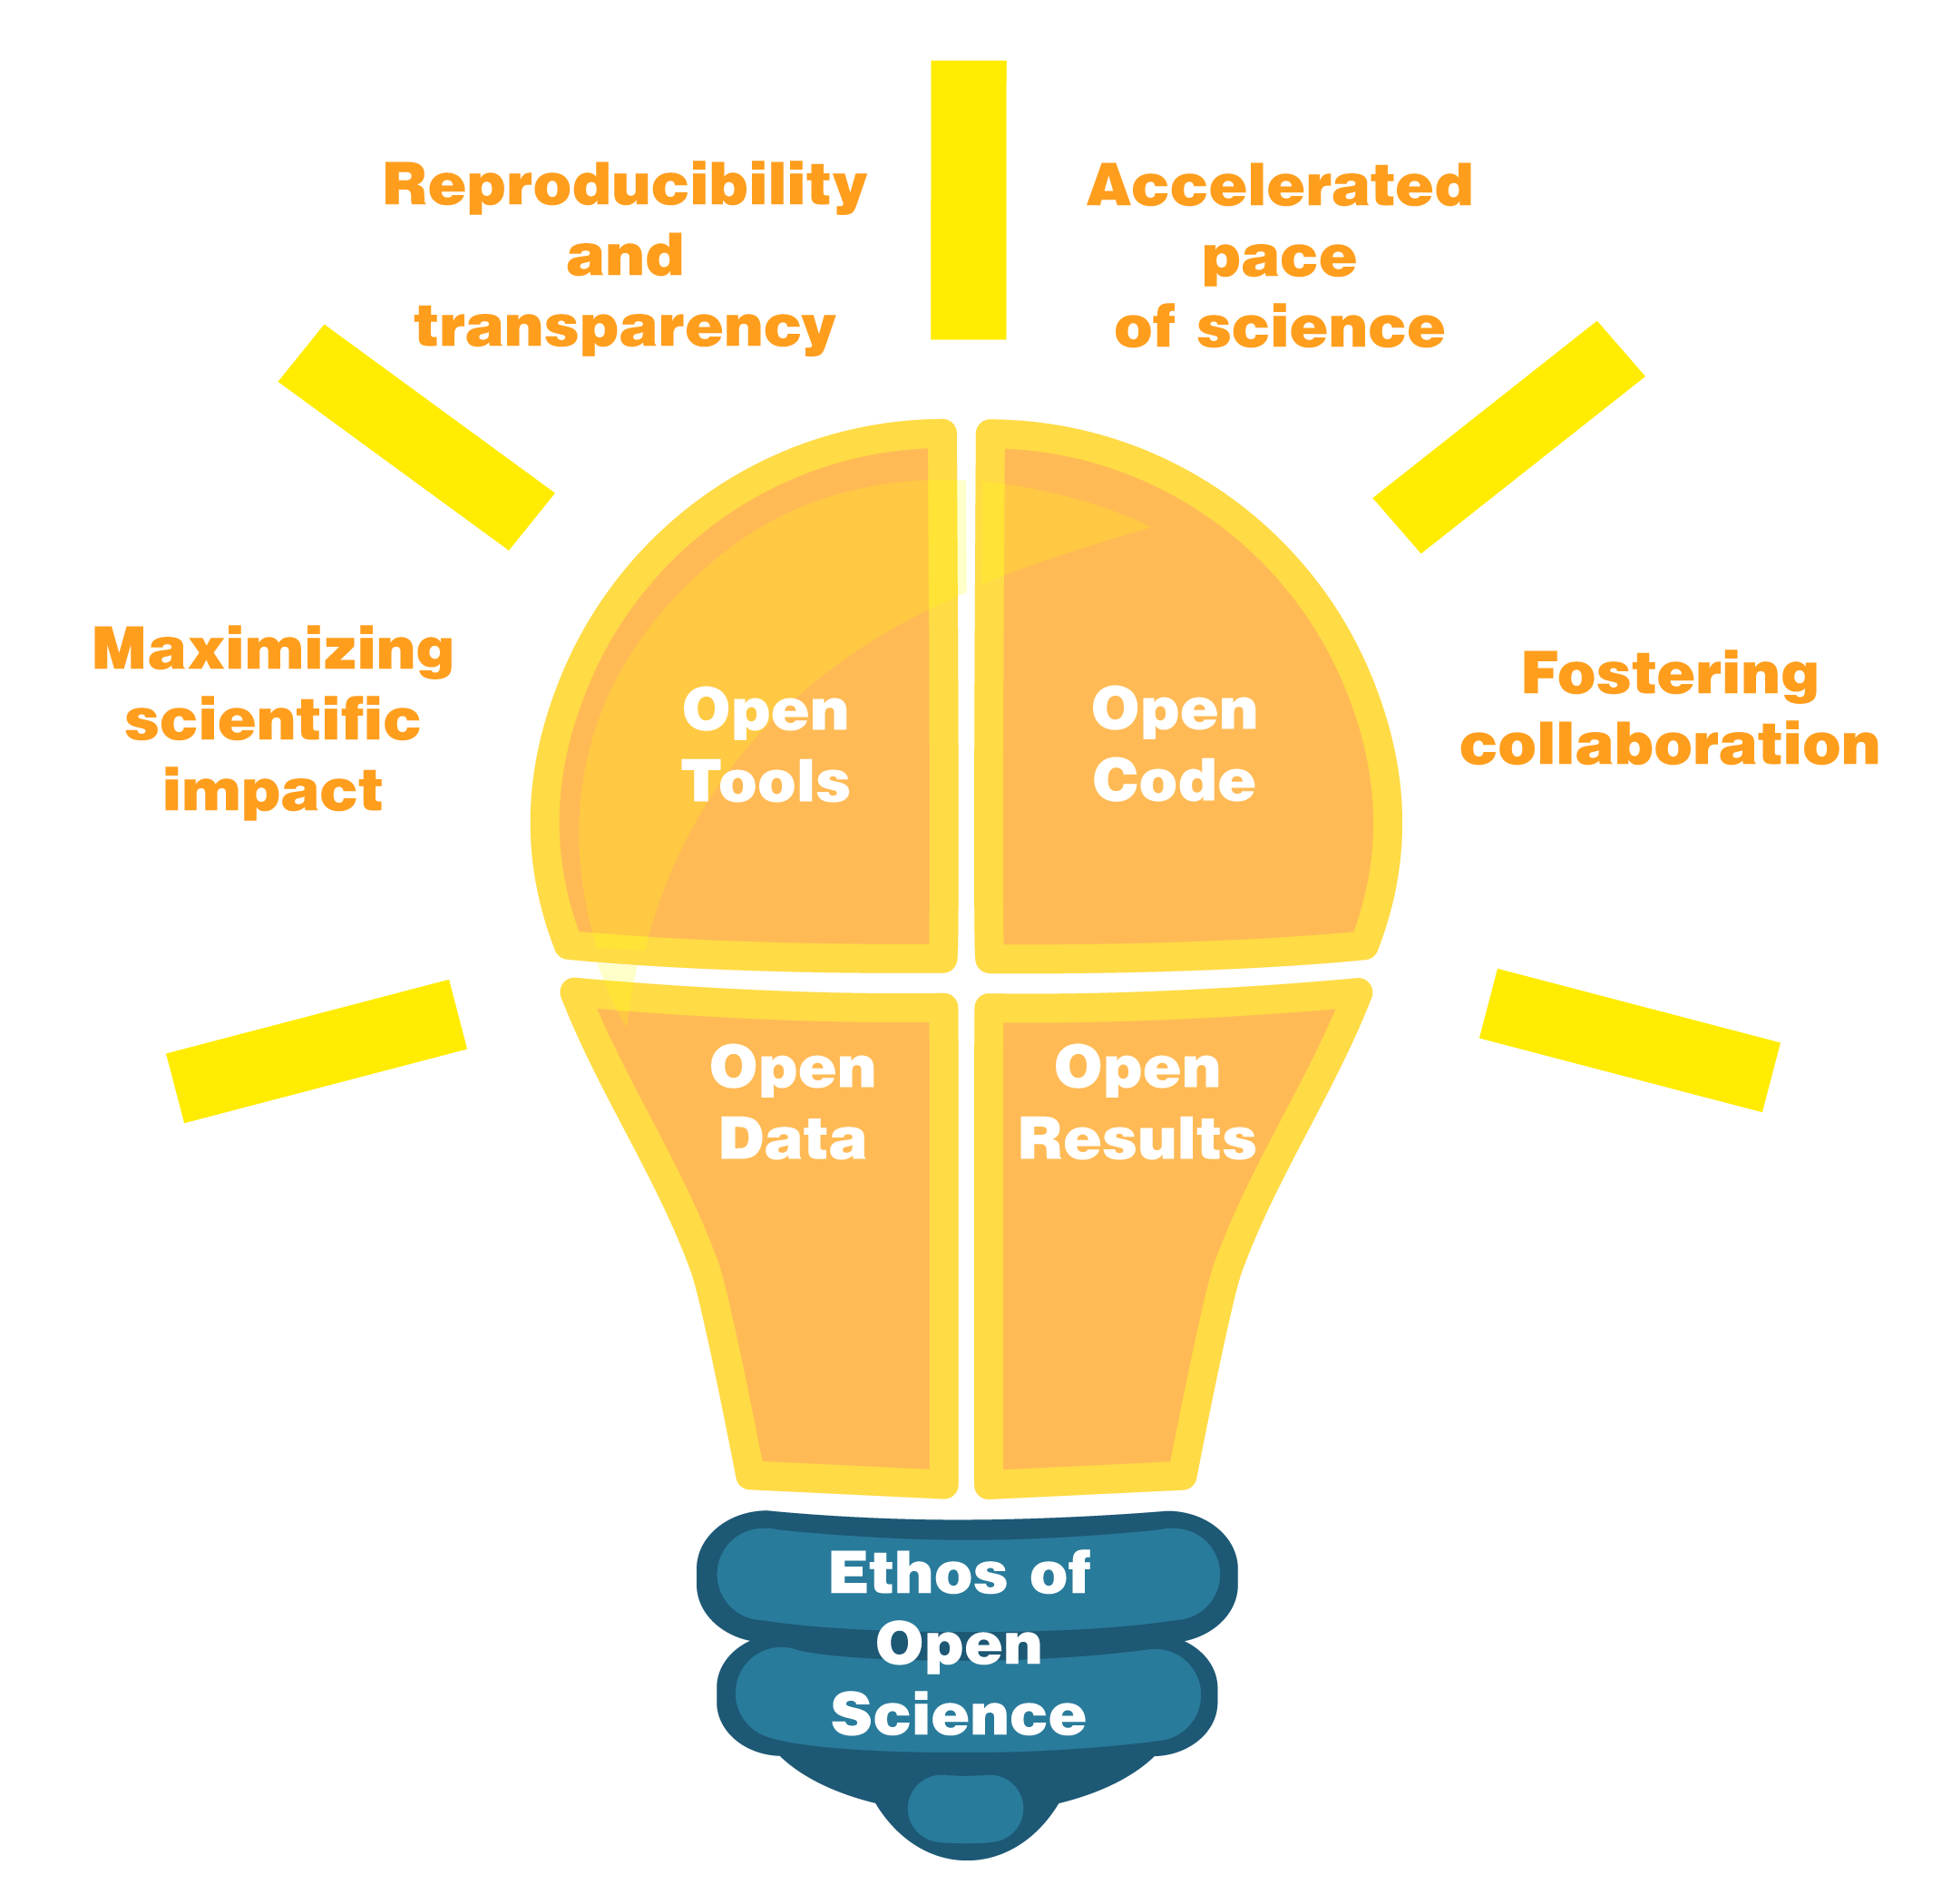 Reproducibility
and
transparency
Accelerated
pace
of science
Maximizing
scientific
impact
Fostering
collaboration
Open
Tools
Open
Code
Open
Data
Open
Results
Ethos of
Open
Science